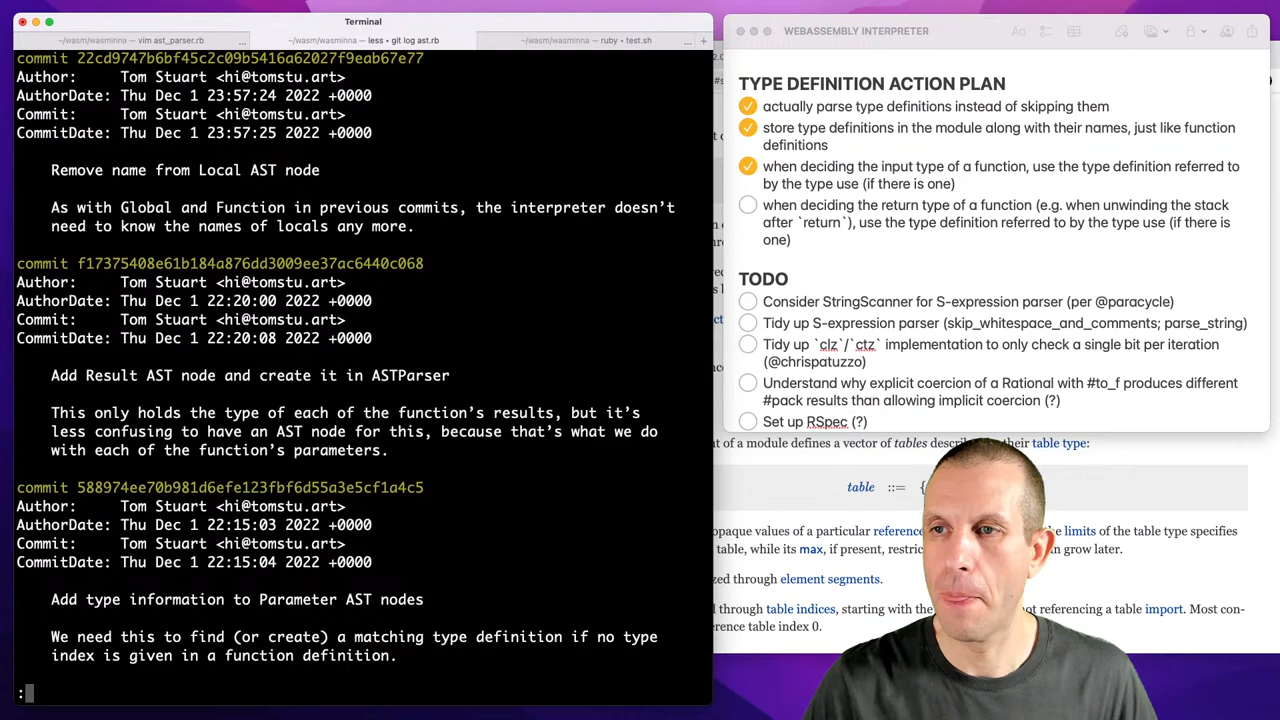 Terminal
~/wasm/wasminna — vim ast_parser.rb ...
~/wasm/wasminna — less • git log ast.rb
~/wasm/wasminna — ruby • test.sh ... +
commit 22cd9747b6bf45c2c09b5416a62027f9eab67e77
Author: Tom Stuart <hi@tomstu.art>
AuthorDate: Thu Dec 1 23:57:24 2022 +0000
Commit: Tom Stuart <hi@tomstu.art>
CommitDate: Thu Dec 1 23:57:25 2022 +0000
Remove name from Local AST node
As with Global and Function in previous commits, the interpreter doesn’t
need to know the names of locals any more.
commit f17375408e61b184a876dd3009ee37ac6440c068
Author: Tom Stuart <hi@tomstu.art>
AuthorDate: Thu Dec 1 22:20:00 2022 +0000
Commit: Tom Stuart <hi@tomstu.art>
CommitDate: Thu Dec 1 22:20:08 2022 +0000
Add Result AST node and create it in ASTParser
This only holds the type of each of the function’s results, but it’s
less confusing to have an AST node for this, because that’s what we do
with each of the function’s parameters.
commit 588974ee70b981d6efe123fbf6d55a3e5cf1a4c5
Author: Tom Stuart <hi@tomstu.art>
AuthorDate: Thu Dec 1 22:15:03 2022 +0000
Commit: Tom Stuart <hi@tomstu.art>
CommitDate: Thu Dec 1 22:15:04 2022 +0000
Add type information to Parameter AST nodes
We need this to find (or create) a matching type definition if no type
index is given in a function definition.
:
WEBASSEMBLY INTERPRETER
TYPE DEFINITION ACTION PLAN
actually parse type definitions instead of skipping them
store type definitions in the module along with their names, just like function
definitions
when deciding the input type of a function, use the type definition referred to
by the type use (if there is one)
when deciding the return type of a function (e.g. when unwinding the stack
after `return`), use the type definition referred to by the type use (if there is
one)
TODO
Consider StringScanner for S-expression parser (per @paracycle)
Tidy up S-expression parser (skip_whitespace_and_comments; parse_string)
Tidy up `clz`/`ctz` implementation to only check a single bit per iteration
(@chrispatuzzo)
Understand why explicit coercion of a Rational with #to_f produces different
#pack results than allowing implicit coercion (?)
Set up RSpec (?)
of a module defines a vector of tables descri their table type:
table ::= {
opaque values of a particular reference limits of the table type specifies
table, while its max, if present, restric n grow later.
zed through element segments.
d through table indices, starting with the not referencing a table import. Most con-
erence table index 0.